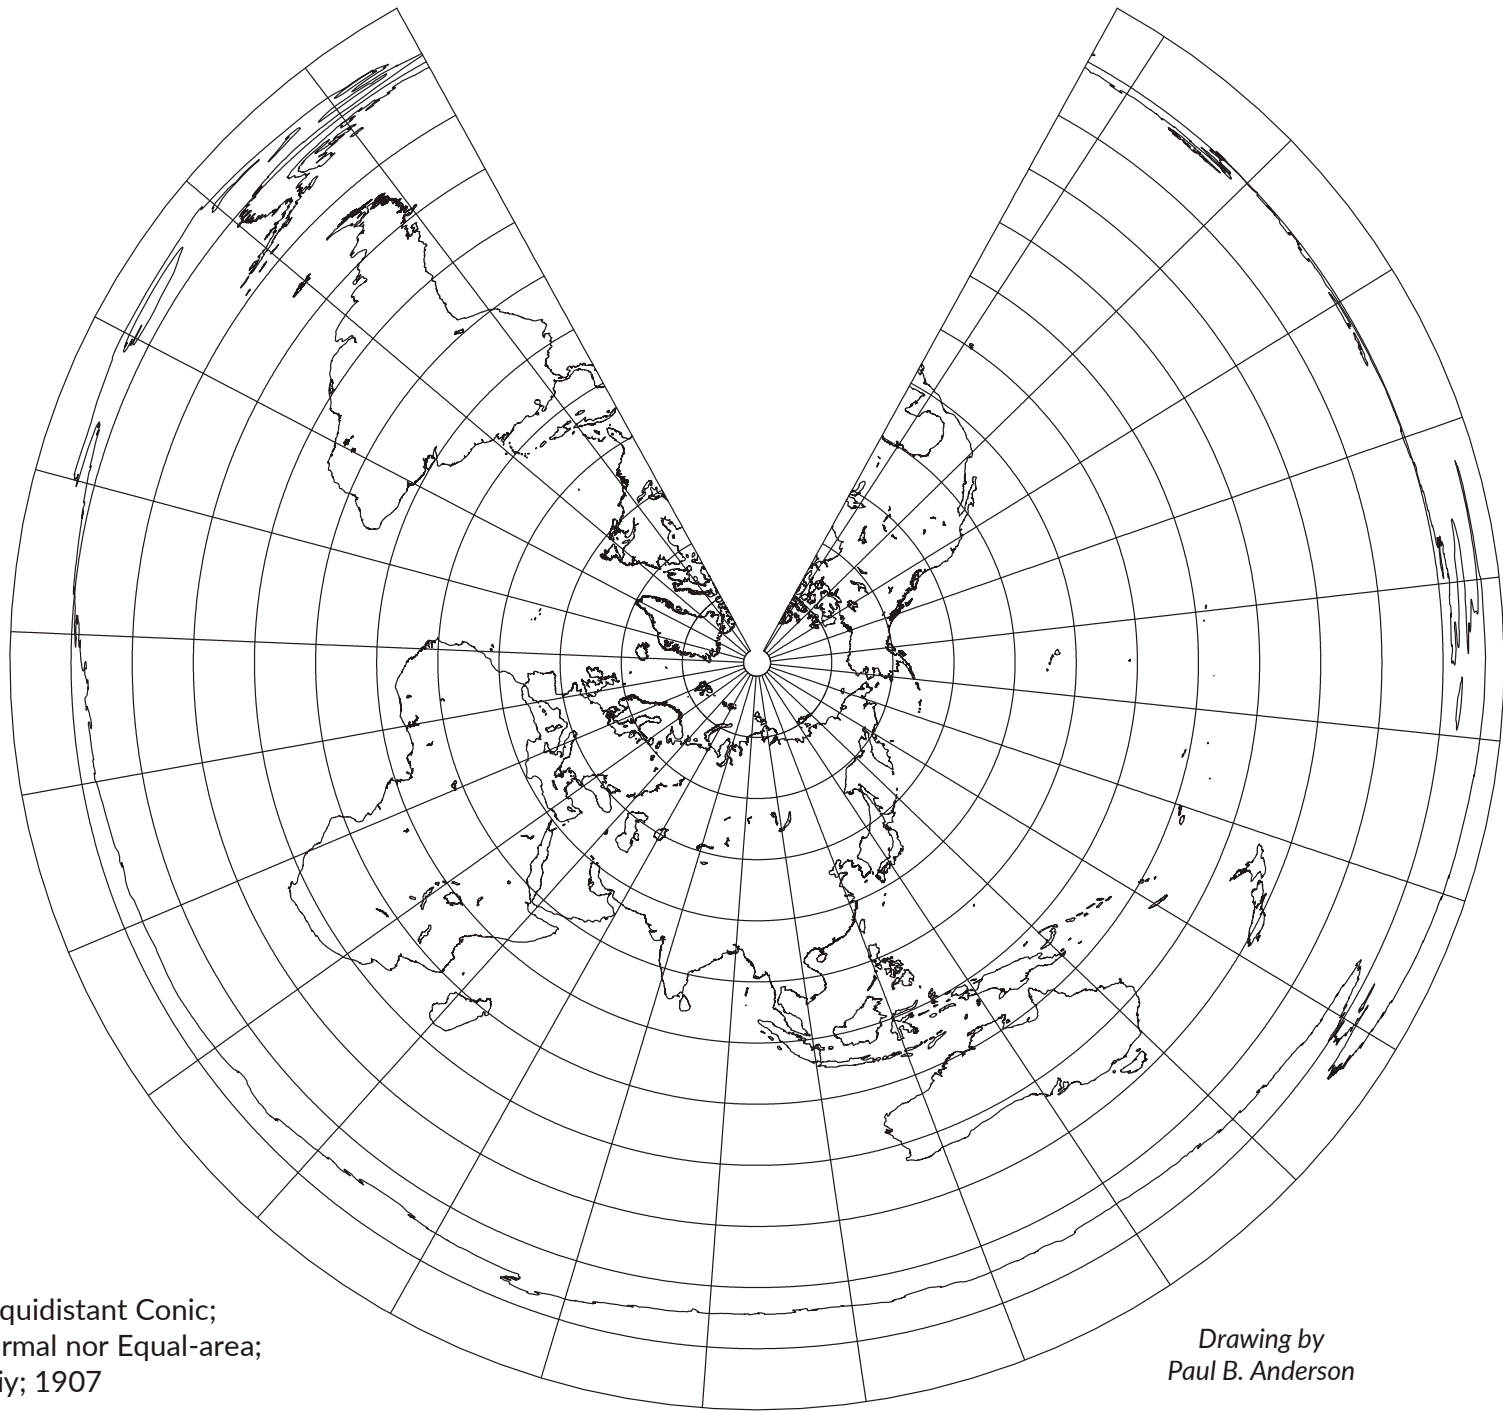 quidistant Conic;
rmal nor Equal-area;
iy; 1907
Drawing by
Paul B. Anderson